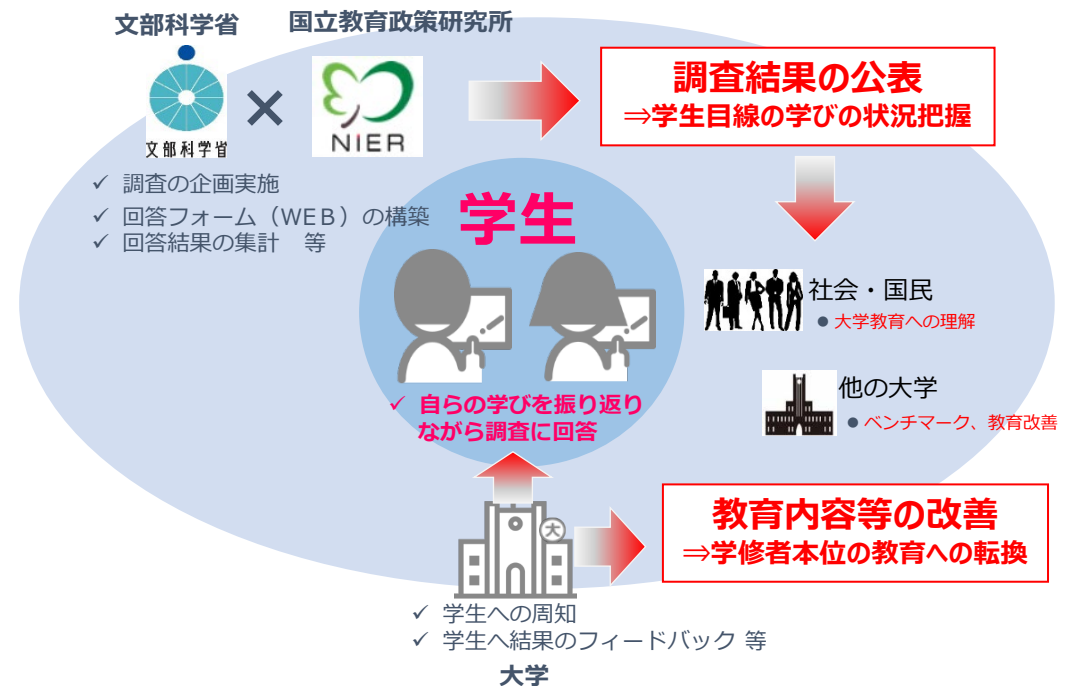 文部科学省
国立教育政策研究所
×
文部科学省
NIER
✓ 調査の企画実施
✓ 回答フォーム（WEB）の構築
✓ 回答結果の集計　等
調査結果の公表
⇒学生目線の学びの状況把握
学生
✓ 自らの学びを振り返り
ながら調査に回答
社会・国民
● 大学教育への理解
他の大学
● ベンチマーク、教育改善
大
教育内容等の改善
⇒学修者本位の教育への転換
✓ 学生への周知
✓ 学生へ結果のフィードバック 等
大学